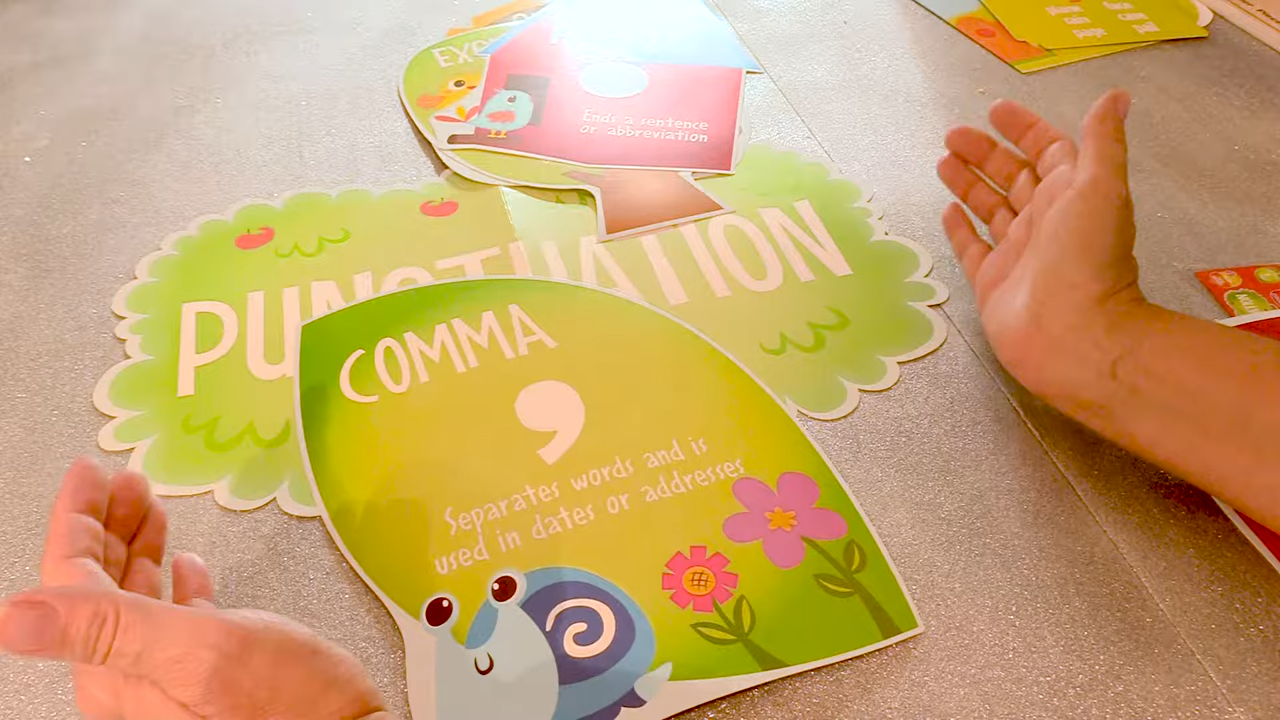 Ends a sentence
or abbreviation
PUNCTUATION
COMMA
,
Separates words and is
used in dates or addresses